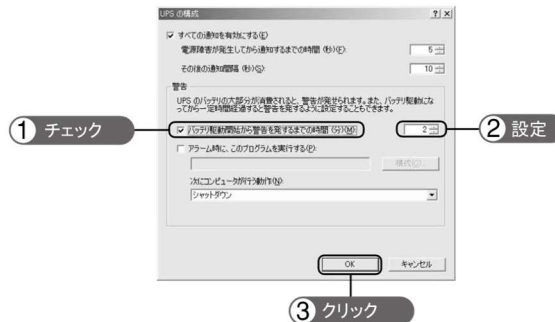 UPS の構成
? ×
すべての通知を有効にする(E)
電源障害が発生してから通知するまでの時間 (秒)(F):
5
その後の通知間隔 (秒)(S):
10
警告
UPS のバッテリの大部分が消費されると、警告が発せられます。また、バッテリ駆動にな
ってから一定時間経過すると警告を発するように設定することもできます。
① チェック
バッテリ駆動開始から警告を発するまでの時間 (分)(M)
2
② 設定
アラーム時に、このプログラムを実行する(P):
構成(C)...
次にコンピュータが行う動作(N):
シャットダウン
OK
キャンセル
③ クリック